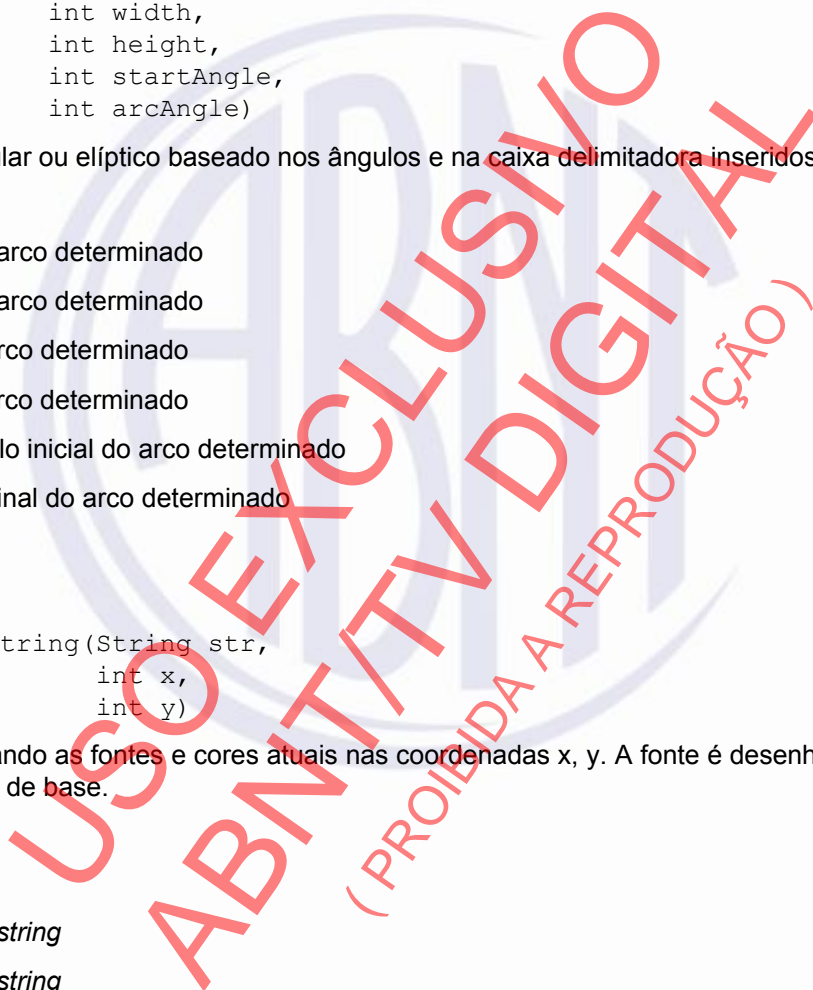 int width,
int height,
int startAngle,
int arcAngle)
ular ou elíptico baseado nos ângulos e na caixa delimitadora inseridos
arco determinado
arco determinado
rco determinado
rco determinado
lo inicial do arco determinado
inal do arco determinado
tring(String str,
int x,
int y)
ando as fontes e cores atuais nas coordenadas x, y. A fonte é desenh
de base.
string
string
USO EXCLUSIVO
ABNT/TV DIGITAL
( PROIBIDA A REPRODUÇÃO )
ABNT